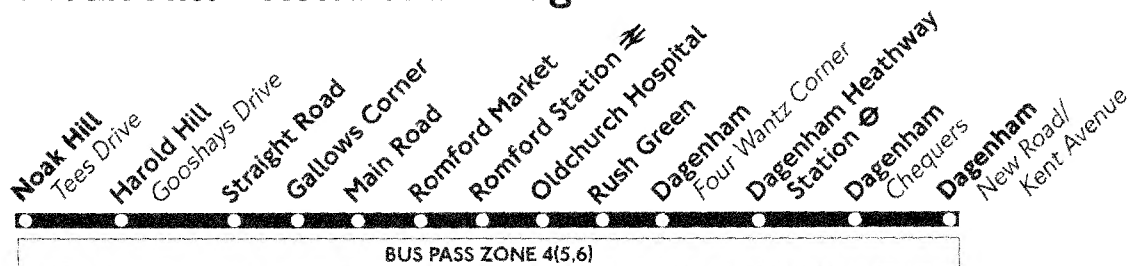 Noak Hill
Tees Drive
Harold Hill
Gooshays Drive
Straight Road
Gallows Corner
Main Road
Romford Market
Romford Station
Oldchurch Hospital
Rush Green
Dagenham
Four Wantz Corner
Dagenham Heathway
Station
Dagenham
Chequers
Dagenham
New Road/
Kent Avenue
BUS PASS ZONE 4(5,6)